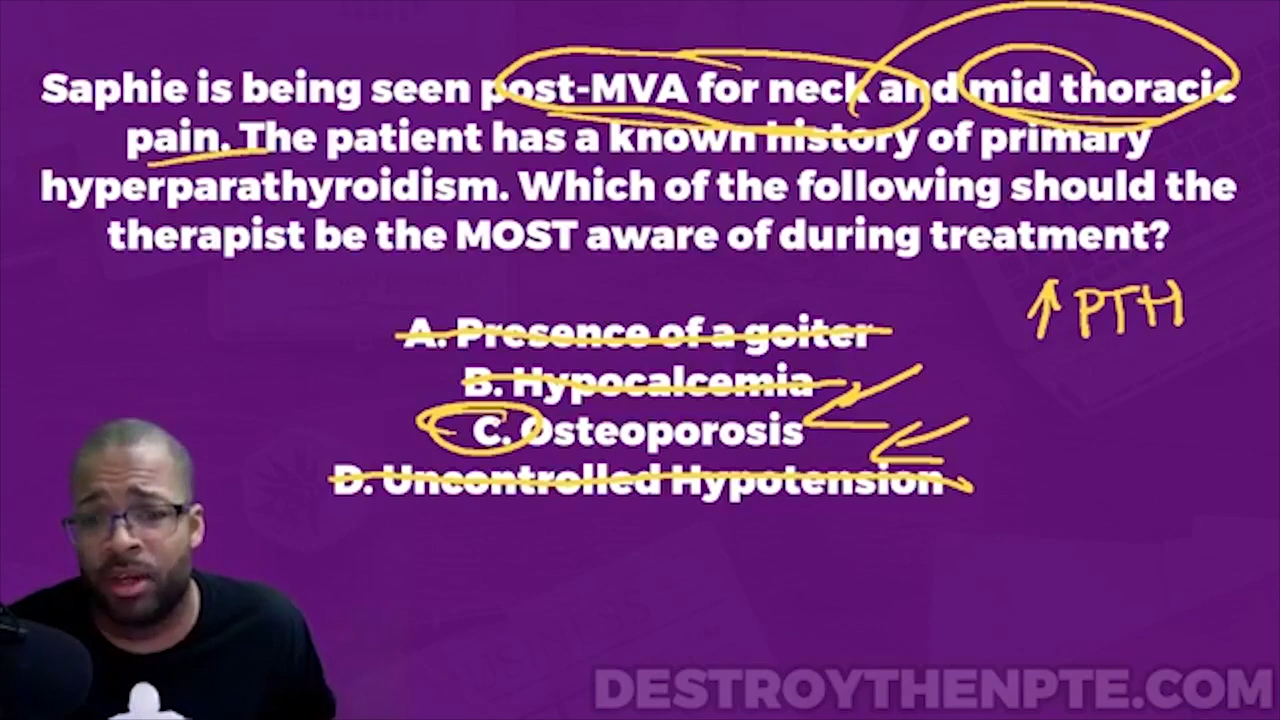 Saphie is being seen post-MVA for neck and mid thoracic
pain. The patient has a known history of primary
hyperparathyroidism. Which of the following should the
therapist be the MOST aware of during treatment?
↑ PTH
A. Presence of a goiter
B. Hypocalcemia
C. Osteoporosis
D. Uncontrolled Hypotension
DESTROYTHENPTE.COM